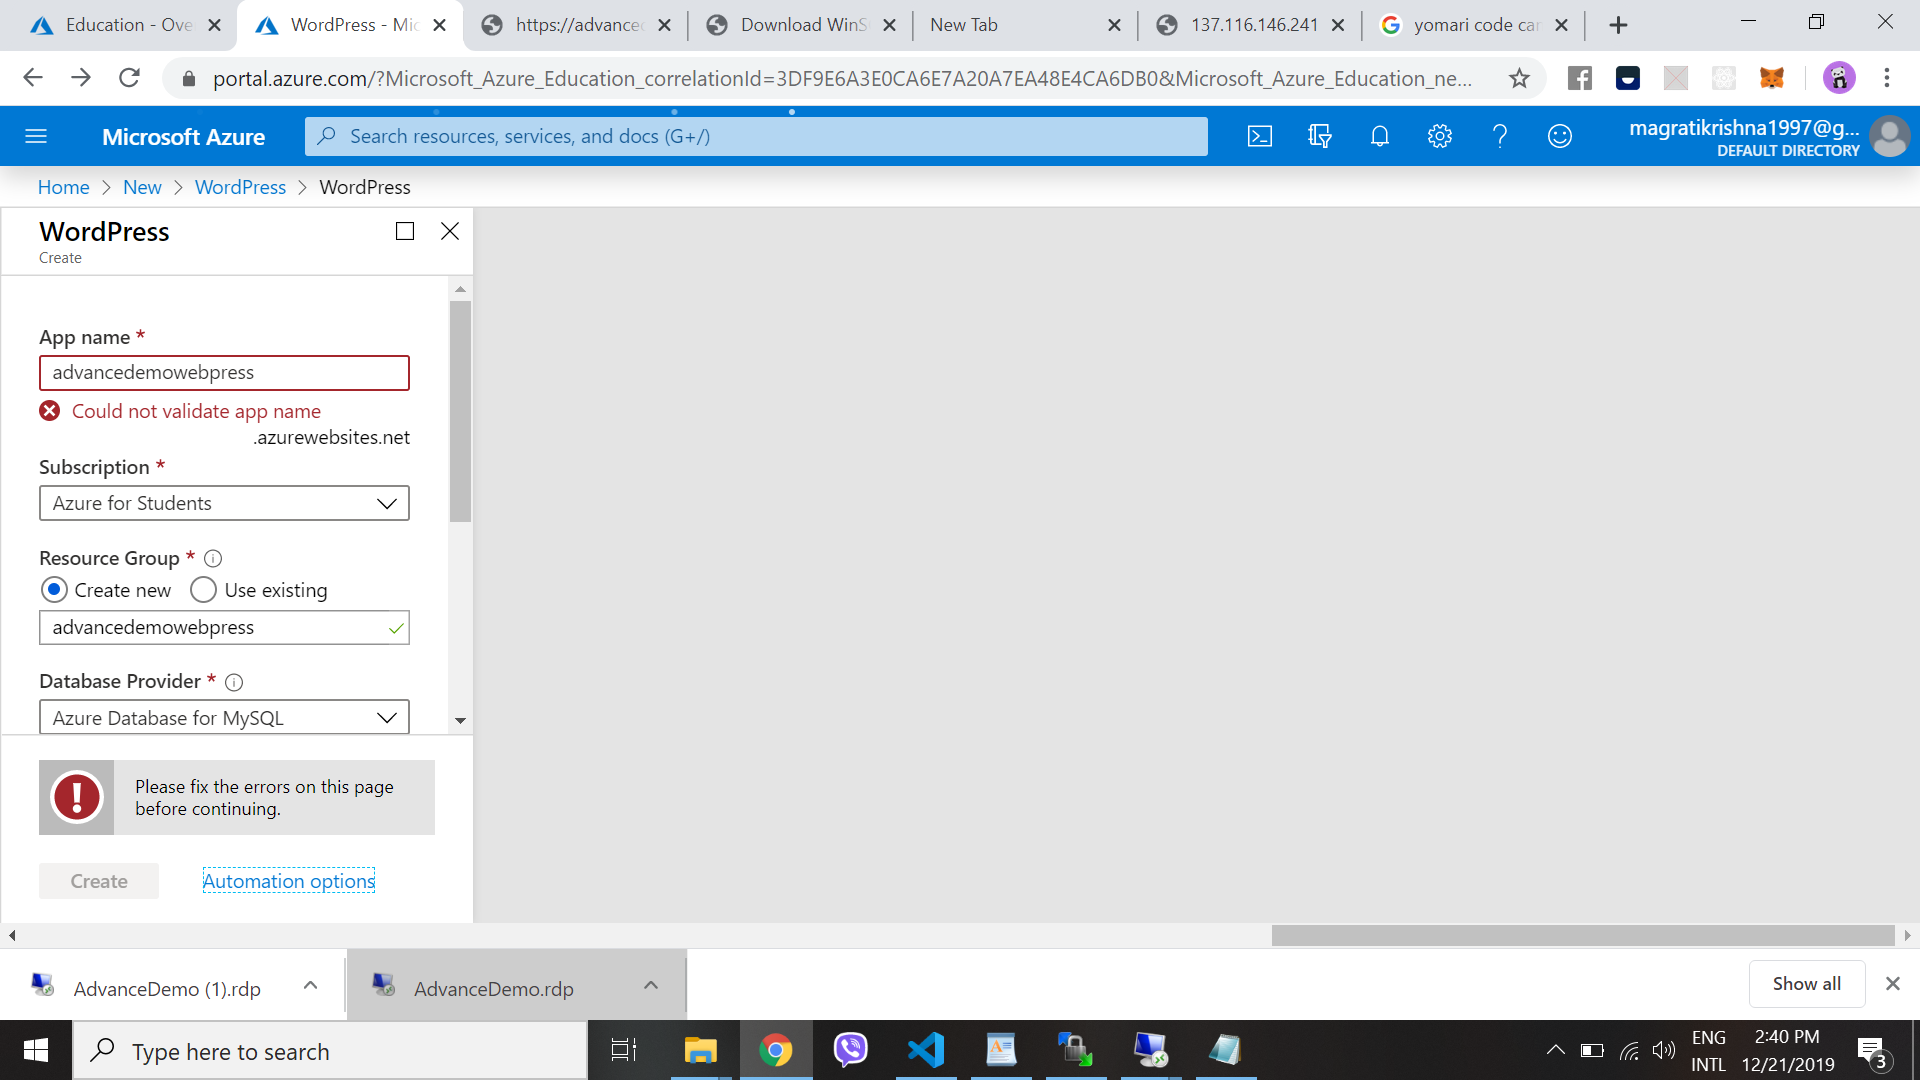 Education - Ove
WordPress - Mic
https://advanced
Download WinS
New Tab
137.116.146.241
yomari code car
portal.azure.com/?Microsoft_Azure_Education_correlationId=3DF9E6A3E0CA6E7A20A7EA48E4CA6DB0&Microsoft_Azure_Education_ne...
Microsoft Azure
Search resources, services, and docs (G+/)
magratikrishna1997@g...
DEFAULT DIRECTORY
Home > New > WordPress > WordPress
WordPress
Create
App name *
advancedemowebpress
Could not validate app name
.azurewebsites.net
Subscription *
Azure for Students
Resource Group *
Create new Use existing
advancedemowebpress
Database Provider *
Azure Database for MySQL
Please fix the errors on this page
before continuing.
Create
Automation options
AdvanceDemo (1).rdp
AdvanceDemo.rdp
Show all
Type here to search
ENG
INTL
2:40 PM
12/21/2019
3